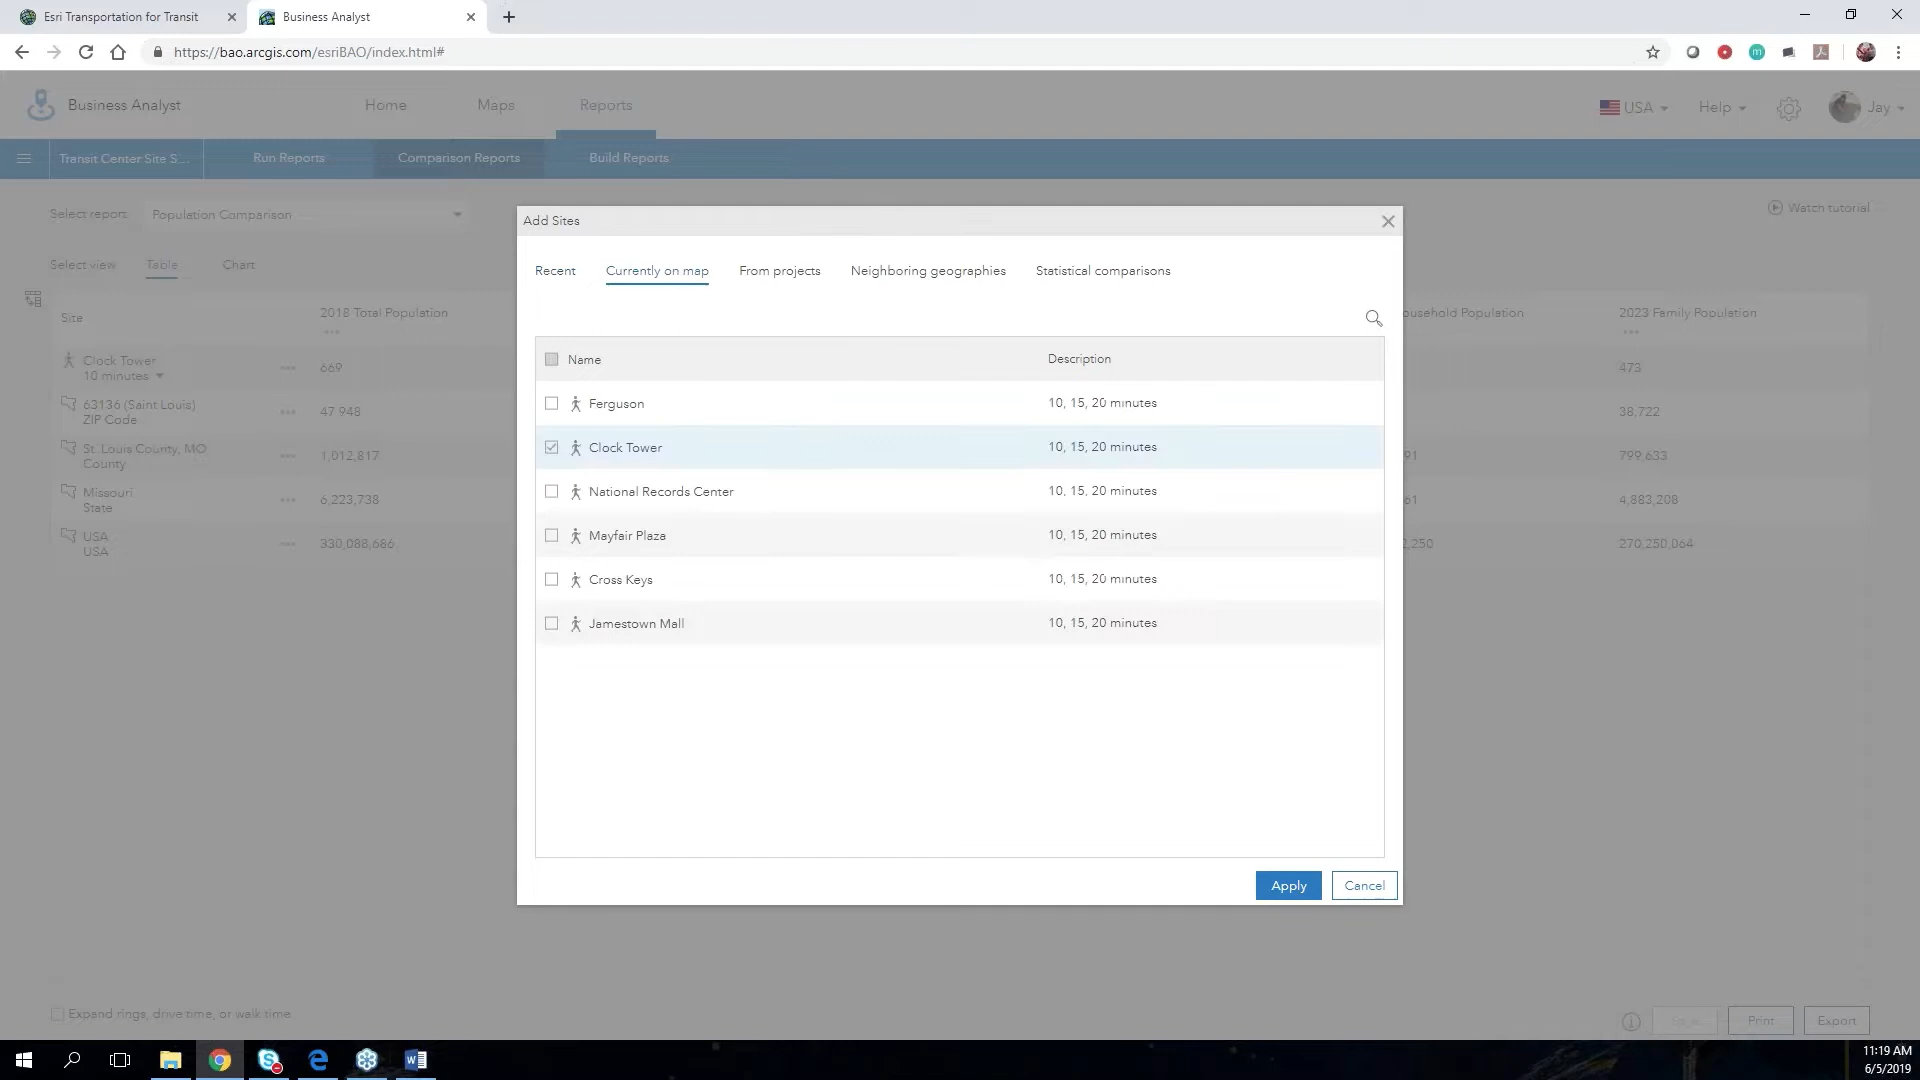 Esri Transportation for Transit
Business Analyst
https://bao.arcgis.com/esriBAO/index.html#
Business Analyst
Home
Maps
Reports
USA
Help
Jay
Transit Center Site S...
Run Reports
Comparison Reports
Build Reports
Select report
Population Comparison
Watch tutorial
Select view
Table
Chart
Site
2018 Total Population
2023 Family Population
Clock Tower
10 minutes
669
473
63136 (Saint Louis)
ZIP Code
47 948
38,722
St. Louis County, MO
County
1,012,817
91
799,633
Missouri
State
6,223,738
61
4,883,208
USA
USA
330,088,686
2,250
270,250,064
Add Sites
Recent
Currently on map
From projects
Neighboring geographies
Statistical comparisons
Name
Description
Ferguson
10, 15, 20 minutes
Clock Tower
10, 15, 20 minutes
National Records Center
10, 15, 20 minutes
Mayfair Plaza
10, 15, 20 minutes
Cross Keys
10, 15, 20 minutes
Jamestown Mall
10, 15, 20 minutes
Apply
Cancel
Expand rings, drive time, or walk time
Print
Export
11:19 AM
6/5/2019